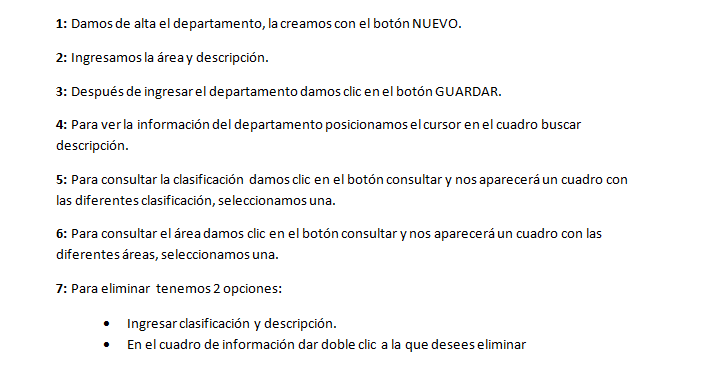 1: Damos de alta el departamento, la creamos con el botón NUEVO.
2: Ingresamos la área y descripción.
3: Después de ingresar el departamento damos clic en el botón GUARDAR.
4: Para ver la información del departamento posicionamos el cursor en el cuadro buscar
descripción.
5: Para consultar la clasificación damos clic en el botón consultar y nos aparecerá un cuadro con
las diferentes clasificación, seleccionamos una.
6: Para consultar el área damos clic en el botón consultar y nos aparecerá un cuadro con las
diferentes áreas, seleccionamos una.
7: Para eliminar tenemos 2 opciones:
• Ingresar clasificación y descripción.
• En el cuadro de información dar doble clic a la que desees eliminar